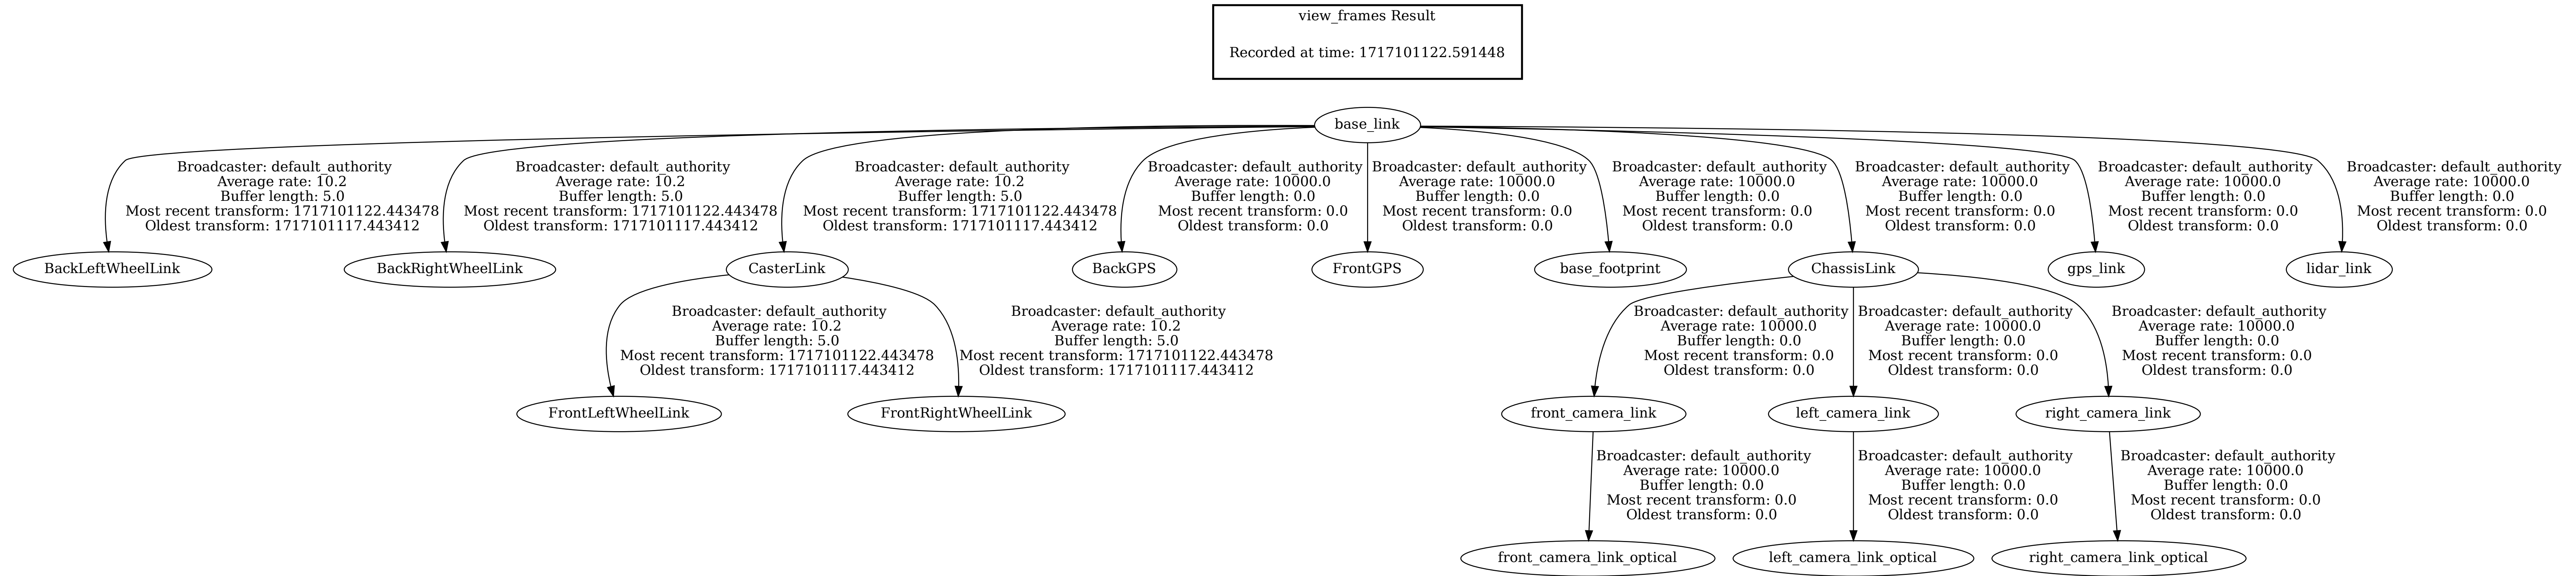 view_frames Result
Recorded at time: 1717101122.591448
base_link
Broadcaster: default_authority
Average rate: 10.2
Buffer length: 5.0
Most recent transform: 1717101122.443478
Oldest transform: 1717101117.443412
Broadcaster: default_authority
Average rate: 10.2
Buffer length: 5.0
Most recent transform: 1717101122.443478
Oldest transform: 1717101117.443412
Broadcaster: default_authority
Average rate: 10.2
Buffer length: 5.0
Most recent transform: 1717101122.443478
Oldest transform: 1717101117.443412
Broadcaster: default_authority
Average rate: 10000.0
Buffer length: 0.0
Most recent transform: 0.0
Oldest transform: 0.0
Broadcaster: default_authority
Average rate: 10000.0
Buffer length: 0.0
Most recent transform: 0.0
Oldest transform: 0.0
Broadcaster: default_authority
Average rate: 10000.0
Buffer length: 0.0
Most recent transform: 0.0
Oldest transform: 0.0
Broadcaster: default_authority
Average rate: 10000.0
Buffer length: 0.0
Most recent transform: 0.0
Oldest transform: 0.0
Broadcaster: default_authority
Average rate: 10000.0
Buffer length: 0.0
Most recent transform: 0.0
Oldest transform: 0.0
Broadcaster: default_authority
Average rate: 10000.0
Buffer length: 0.0
Most recent transform: 0.0
Oldest transform: 0.0
BackLeftWheelLink
BackRightWheelLink
CasterLink
BackGPS
FrontGPS
base_footprint
ChassisLink
gps_link
lidar_link
Broadcaster: default_authority
Average rate: 10.2
Buffer length: 5.0
Most recent transform: 1717101122.443478
Oldest transform: 1717101117.443412
Broadcaster: default_authority
Average rate: 10.2
Buffer length: 5.0
Most recent transform: 1717101122.443478
Oldest transform: 1717101117.443412
Broadcaster: default_authority
Average rate: 10000.0
Buffer length: 0.0
Most recent transform: 0.0
Oldest transform: 0.0
Broadcaster: default_authority
Average rate: 10000.0
Buffer length: 0.0
Most recent transform: 0.0
Oldest transform: 0.0
Broadcaster: default_authority
Average rate: 10000.0
Buffer length: 0.0
Most recent transform: 0.0
Oldest transform: 0.0
FrontLeftWheelLink
FrontRightWheelLink
front_camera_link
left_camera_link
right_camera_link
Broadcaster: default_authority
Average rate: 10000.0
Buffer length: 0.0
Most recent transform: 0.0
Oldest transform: 0.0
Broadcaster: default_authority
Average rate: 10000.0
Buffer length: 0.0
Most recent transform: 0.0
Oldest transform: 0.0
Broadcaster: default_authority
Average rate: 10000.0
Buffer length: 0.0
Most recent transform: 0.0
Oldest transform: 0.0
front_camera_link_optical
left_camera_link_optical
right_camera_link_optical